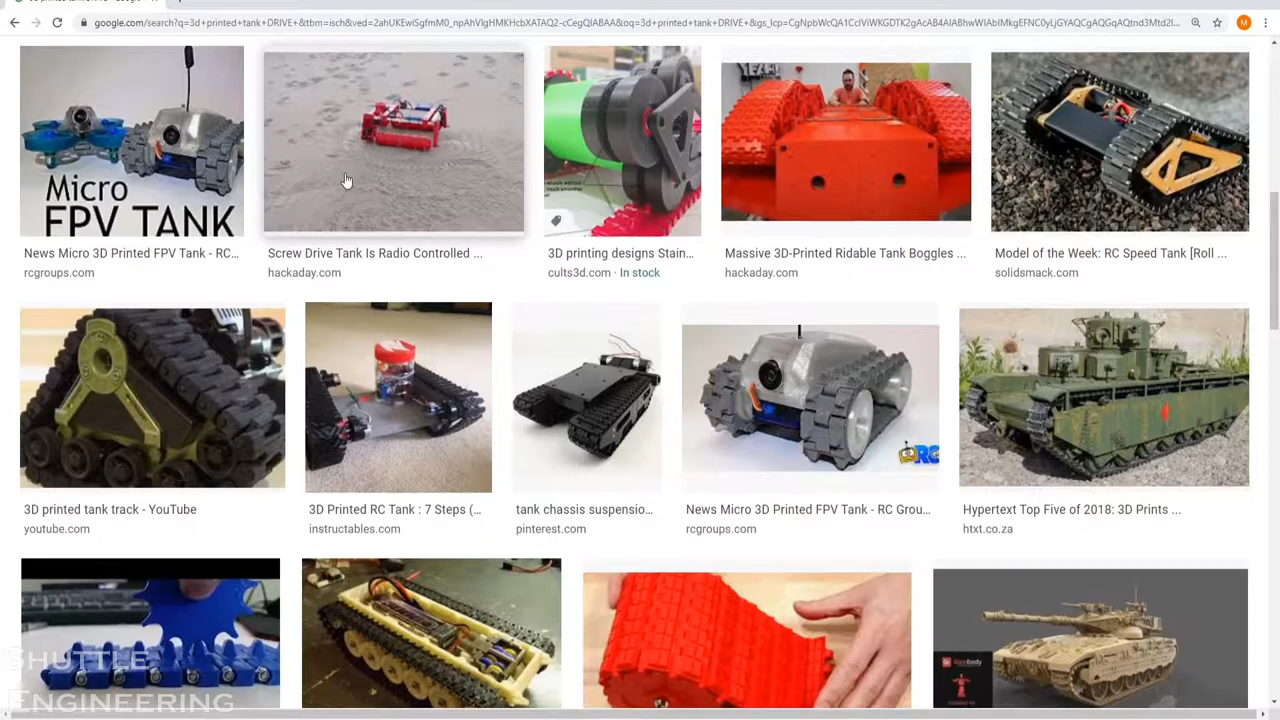 google.com/search?q=3d+printed+tank+DRIVE+&tbm=isch&ved=2ahUKEwiSgfmM0_npAhVlgHMKHcbXATAQ2-cCegQIABAA&oq=3d+printed+tank+DRIVE+&gs_lcp=
M
Micro
FPV TANK
News Micro 3D Printed FPV Tank - RC...
rcgroups.com
Screw Drive Tank Is Radio Controlled ...
hackaday.com
3D printing designs Stain...
cults3d.com · In stock
Massive 3D-Printed Ridable Tank Boggles ...
hackaday.com
Model of the Week: RC Speed Tank [Roll ...
solidsmack.com
RC
3D printed tank track - YouTube
youtube.com
3D Printed RC Tank : 7 Steps (...
instructables.com
tank chassis suspensio...
pinterest.com
News Micro 3D Printed FPV Tank - RC Grou...
rcgroups.com
Hypertext Top Five of 2018: 3D Prints ...
htxt.co.za
Shuttle
Engineering